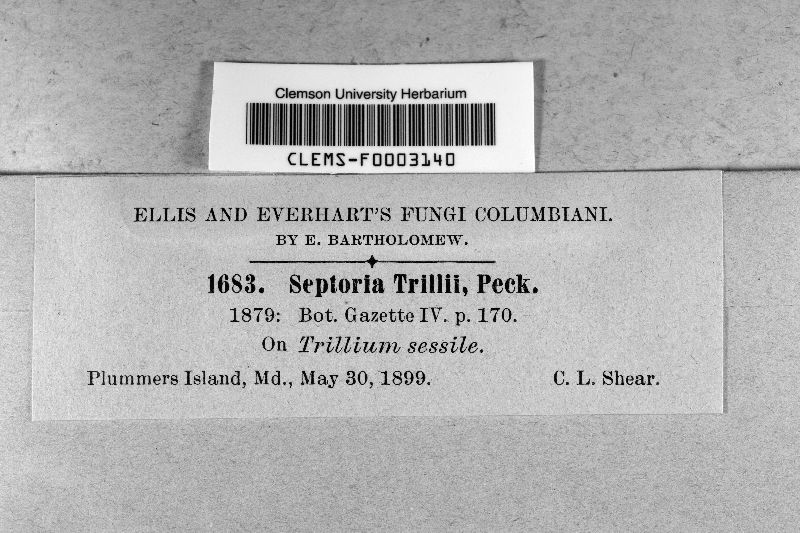 Clemson University Herbarium
CLEMS-F0003140
ELLIS AND EVERHART'S FUNGI COLUMBIANI.
BY E. BARTHOLOMEW.
1683. Septoria Trillii, Peck.
1879: Bot. Gazette IV. p. 170.
On Trillium sessile.
Plummers Island, Md., May 30, 1899. C. L. Shear.